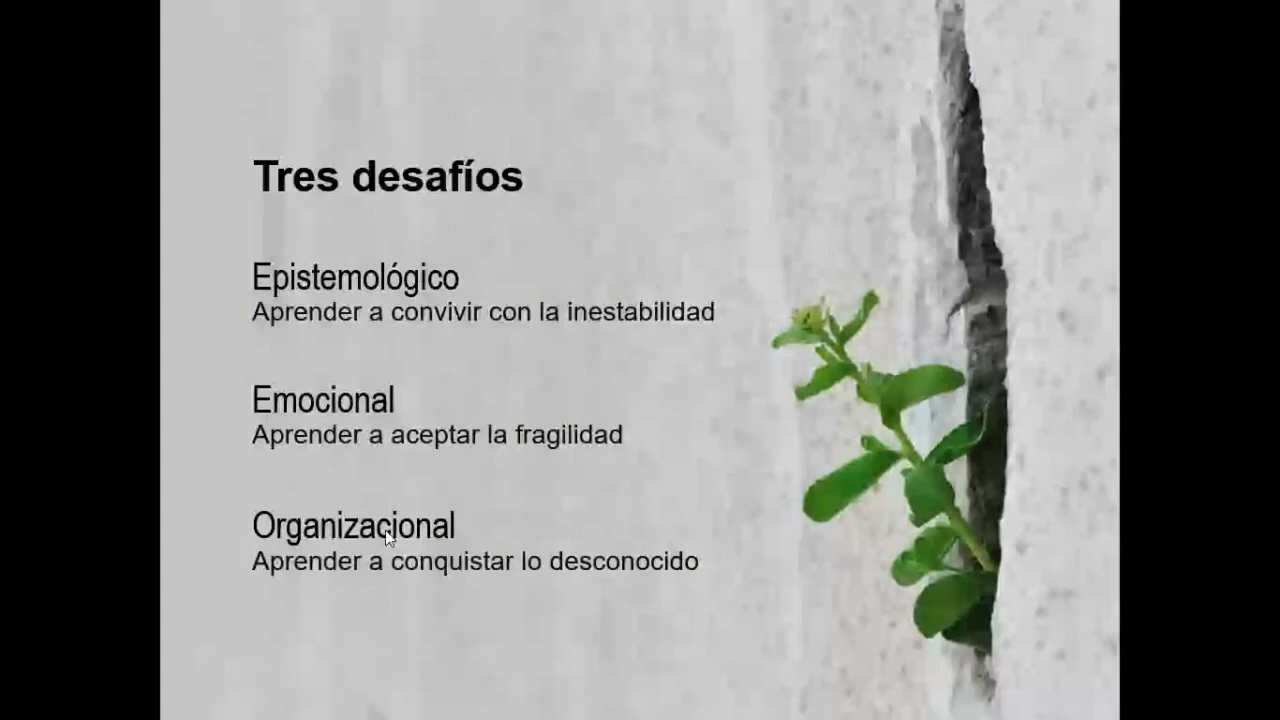 Tres desafíos
Epistemológico
Aprender a convivir con la inestabilidad
Emocional
Aprender a aceptar la fragilidad
Organizacional
Aprender a conquistar lo desconocido